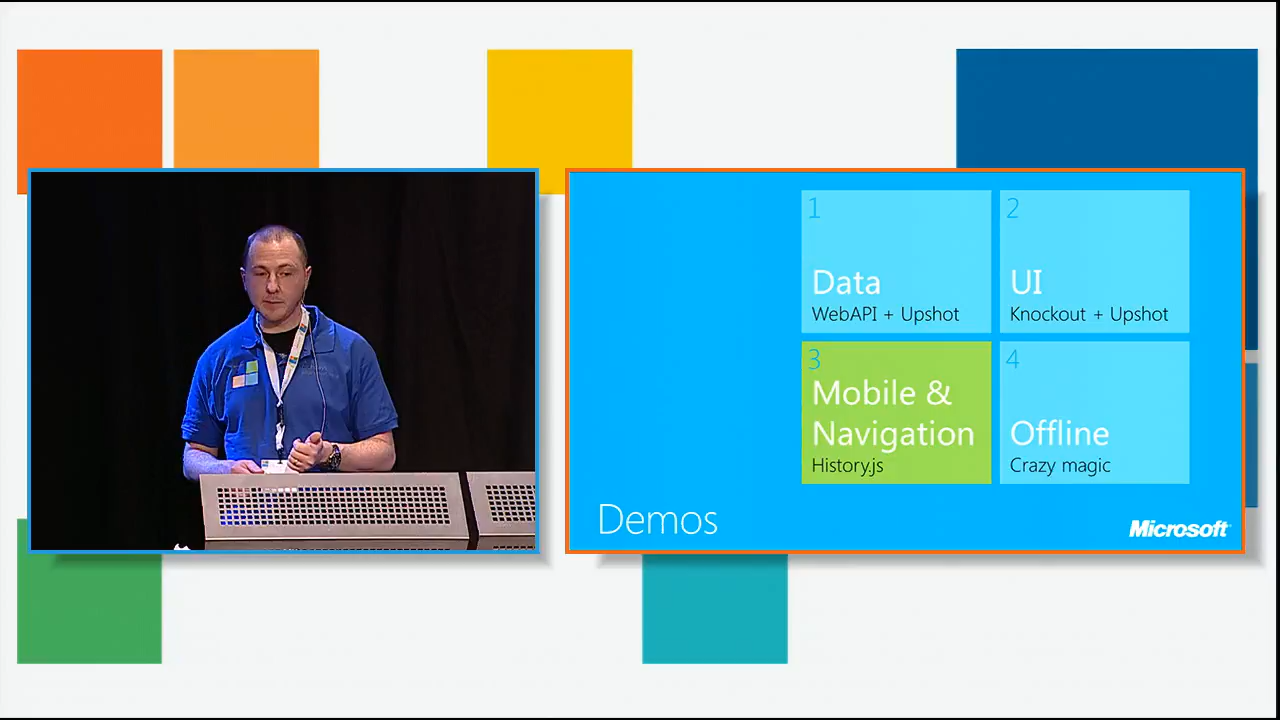 1
Data
WebAPI + Upshot
2
UI
Knockout + Upshot
3
Mobile &
Navigation
History.js
4
Offline
Crazy magic
Demos
Microsoft